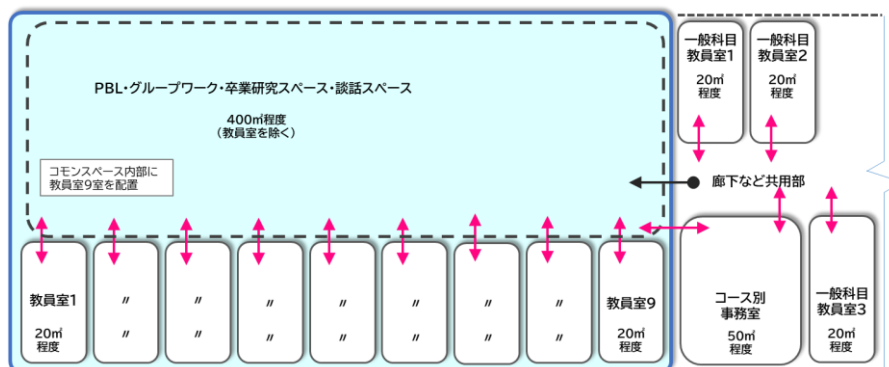 PBL・グループワーク・卒業研究スペース・談話スペース
400㎡程度
（教員室を除く）
コモンスペース内部に
教員室9室を配置
一般科目
教員室1
20㎡
程度
一般科目
教員室2
20㎡
程度
廊下など共用部
教員室1
20㎡
程度
〃
〃
〃
〃
〃
〃
〃
〃
〃
〃
〃
〃
〃
〃
教員室9
20㎡
程度
コース別
事務室
50㎡
程度
一般科目
教員室3
20㎡
程度